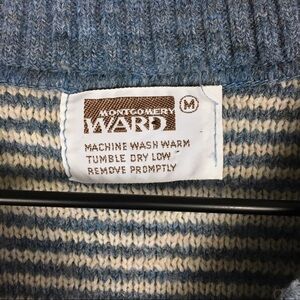 MONTGOMERY
WARD M
MACHINE WASH WARM
TUMBLE DRY LOW
REMOVE PROMPTLY